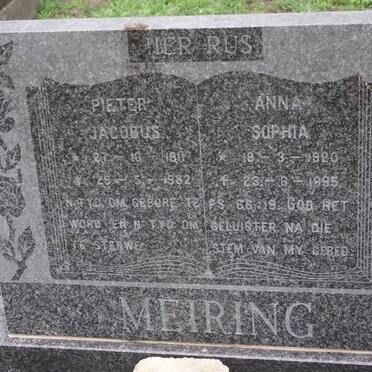 HIER RUS
PIETER
JACOBUS
* 27-10-191
+ 25-5-1982
'N TYD OM GEBORE TE
WORD EN 'N TYD OM
TE STERWE
ANNA
SOPHIA
* 18-3-1920
+ 23-6-1995
PS. 66:19 GOD HET
GELUISTER NA DIE
STEM VAN MY GEBED
MEIRING